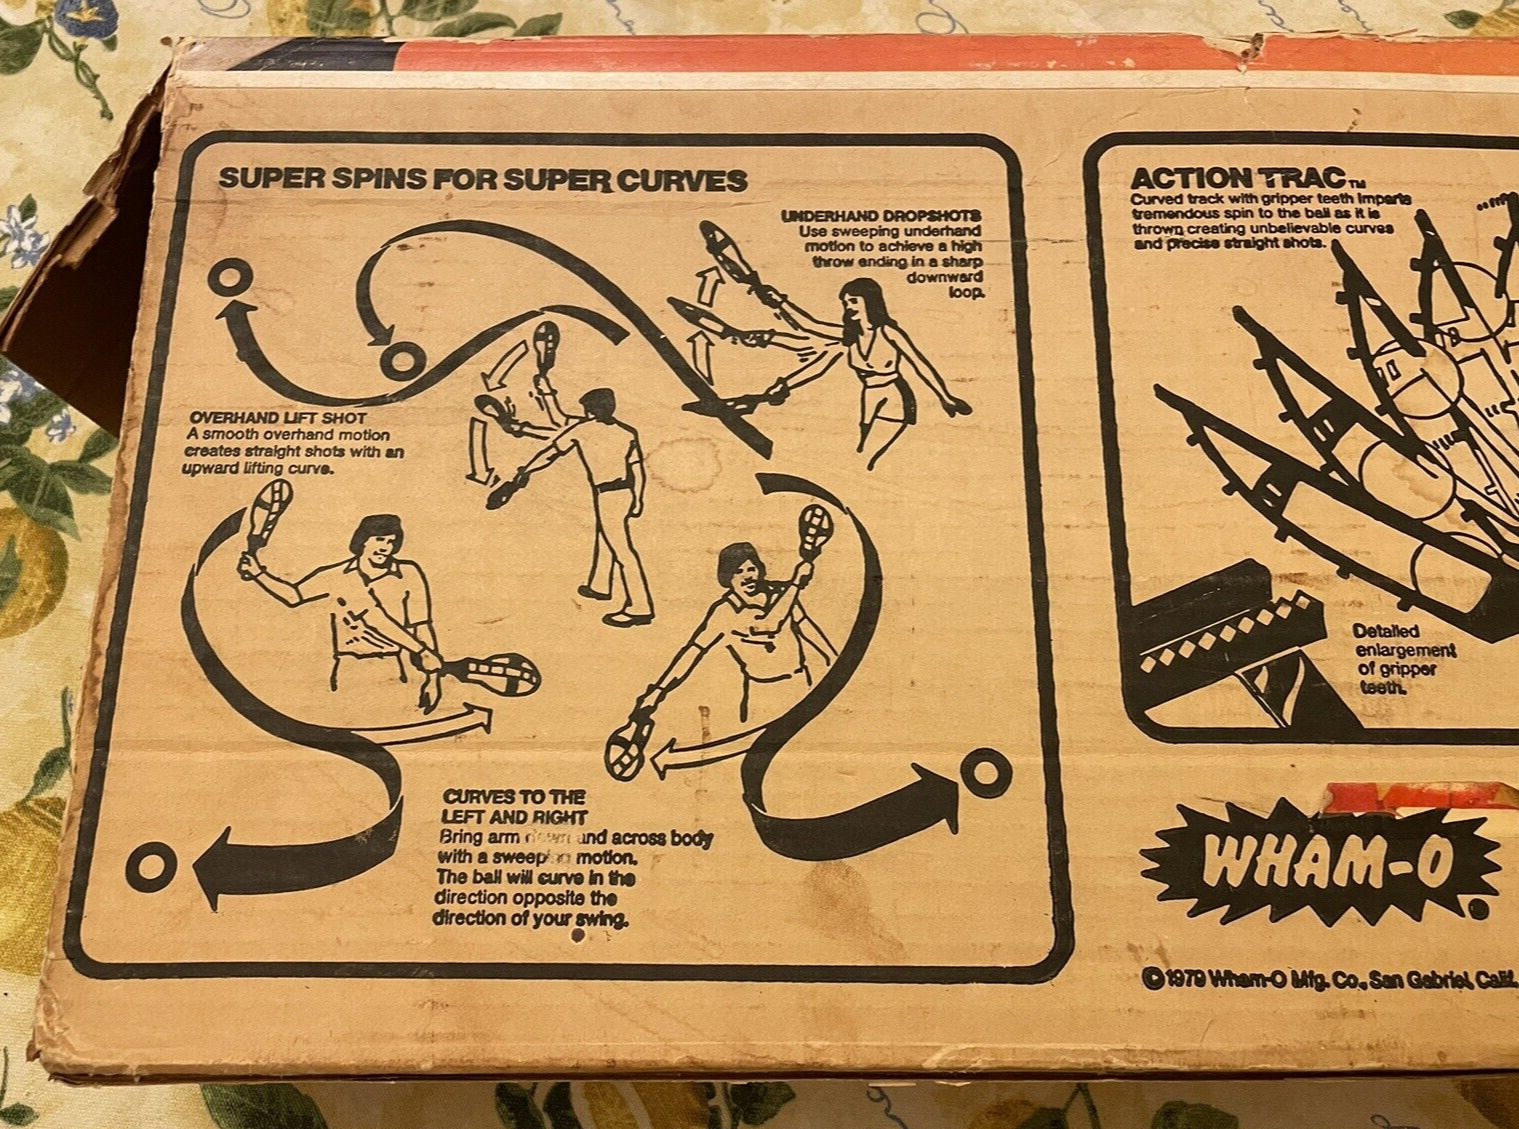 SUPER SPINS FOR SUPER CURVES
UNDERHAND DROPSHOTS
Use sweeping underhand
motion to achieve a high
throw ending in a sharp
downward
loop.
OVERHAND LIFT SHOT
A smooth overhand motion
creates straight shots with an
upward lifting curve.
CURVES TO THE
LEFT AND RIGHT
Bring arm down and across body
with a sweeping motion.
The ball will curve in the
direction opposite the
direction of your swing.
ACTION TRAC™
Curved track with gripper teeth imparts
tremendous spin to the ball as it is
thrown creating unbelievable curves
and precise straight shots.
Detailed
enlargement
of gripper
teeth.
WHAM-O®
©1979 Wham-O Mfg. Co., San Gabriel, Calif.